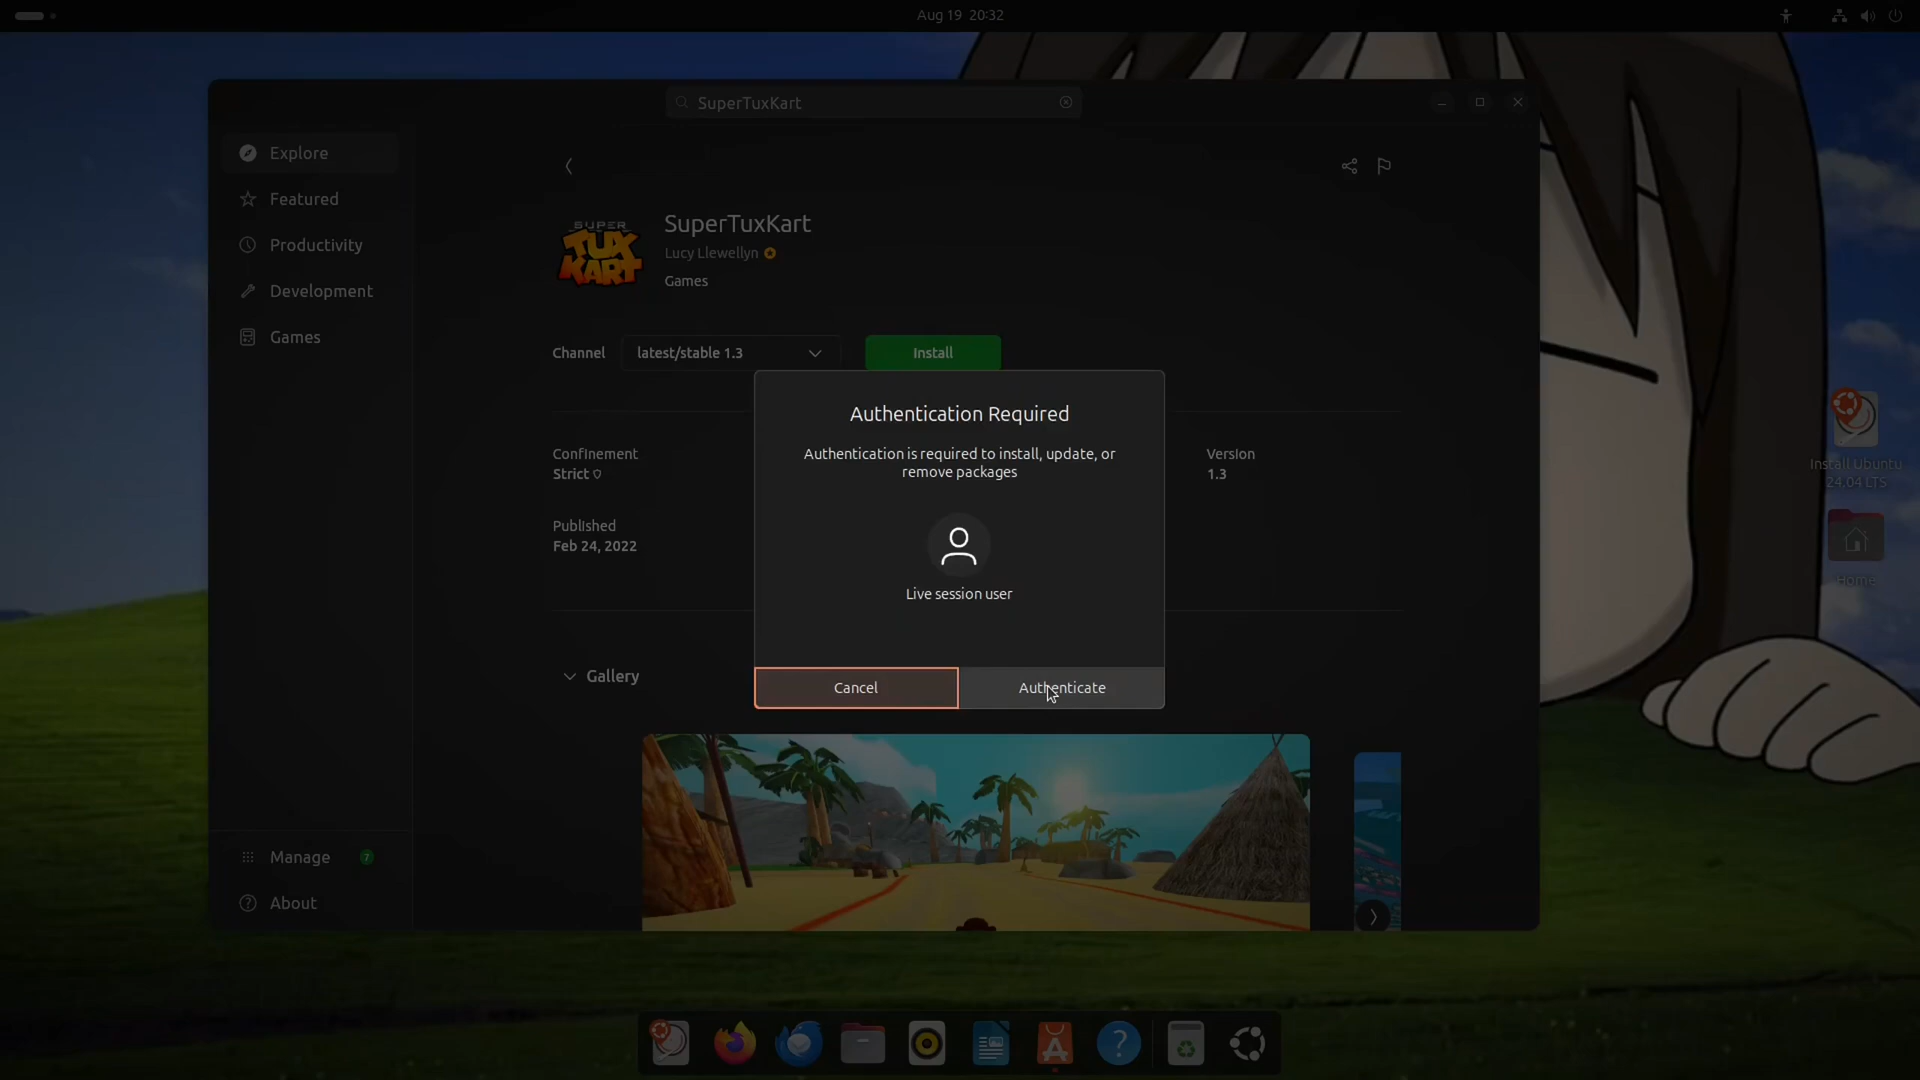 Aug 19 20:32
SuperTuxKart
Explore
Featured
Productivity
Development
Games
SUPER
TUX
KART
SuperTuxKart
Lucy Llewellyn
Games
Channel
latest/stable 1.3
Install
Confinement
Strict
Version
1.3
Published
Feb 24, 2022
Authentication Required
Authentication is required to install, update, or
remove packages
Live session user
Cancel
Authenticate
Gallery
Manage
7
About
Install Ubuntu
24.04 LTS
Home